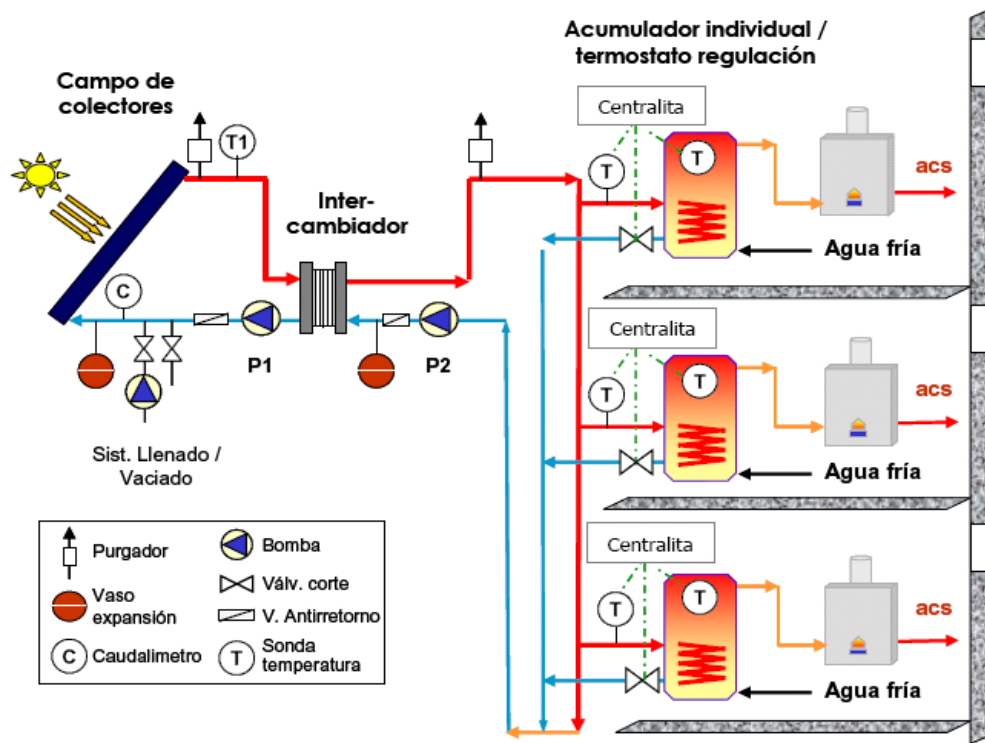 Acumulador individual /
termostato regulación
Campo de
colectores
T1
Inter-
cambiador
C
P1
P2
Sist. Llenado /
Vaciado
Centralita
T
T
acs
Agua fría
Centralita
T
T
acs
Agua fría
Centralita
T
T
acs
Agua fría
Purgador
Bomba
Vaso
expansión
Válv. corte
V. Antirretorno
C
Caudalimetro
T
Sonda
temperatura